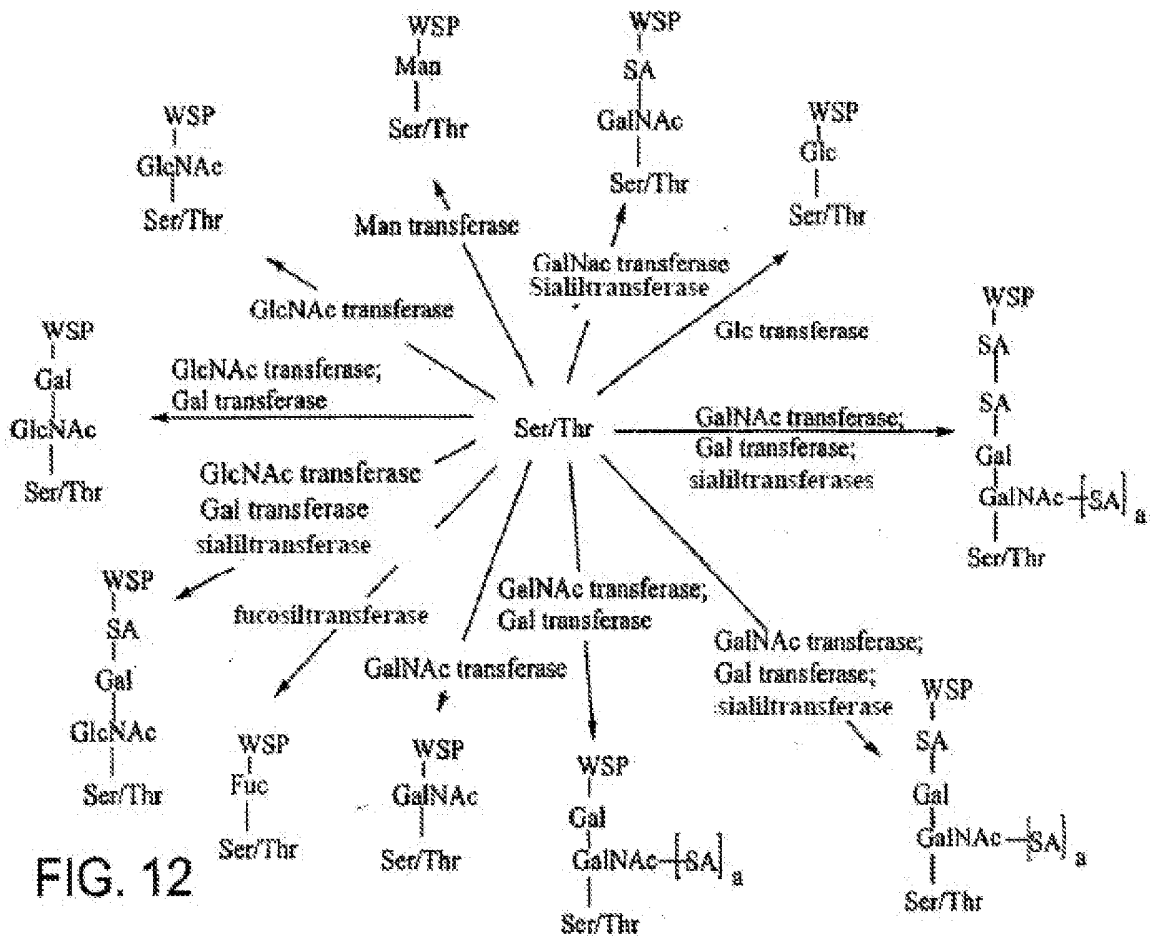 WSP
Man
Ser/Thr
WSP
SA
GalNAc
Ser/Thr
WSP
GlcNAc
Ser/Thr
WSP
Glc
Ser/Thr
Man transferase
GalNac transferase
Sialiltransferase
GlcNAc transferase
Glc transferase
WSP
Gal
GlcNAc
Ser/Thr
GlcNAc transferase;
Gal transferase
Ser/Thr
GalNAc transferase;
Gal transferase;
sialiltransferases
WSP
SA
SA
Gal
GalNAc-[SA]a
Ser/Thr
GlcNAc transferase
Gal transferase
sialiltransferase
WSP
SA
Gal
GlcNAc
Ser/Thr
fucosiltransferase
WSP
Fuc
Ser/Thr
GalNAc transferase
WSP
GalNAc
Ser/Thr
GalNAc transferase;
Gal transferase
WSP
Gal
GalNAc-[SA]a
Ser/Thr
GalNAc transferase;
Gal transferase;
sialiltransferase
WSP
SA
Gal
GalNAc-[SA]a
Ser/Thr
FIG. 12